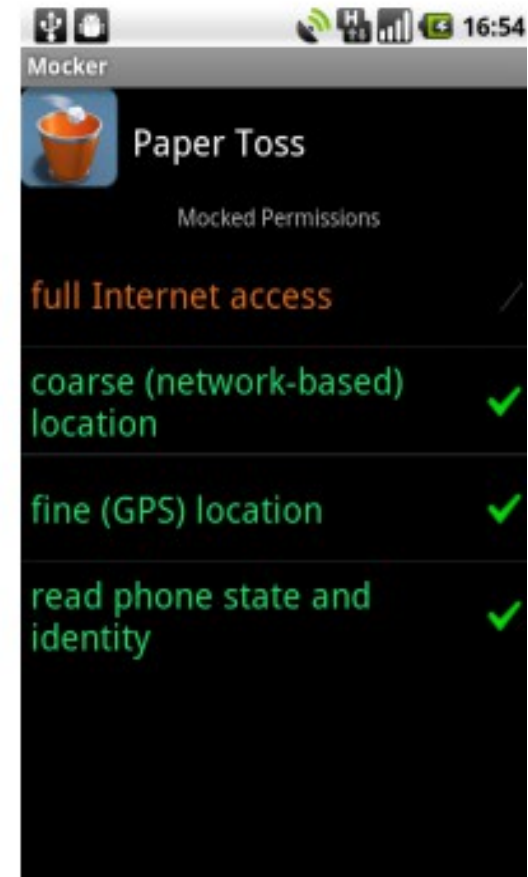 16:54
Mocker
Paper Toss
Mocked Permissions
full Internet access
coarse (network-based)
location
fine (GPS) location
read phone state and
identity